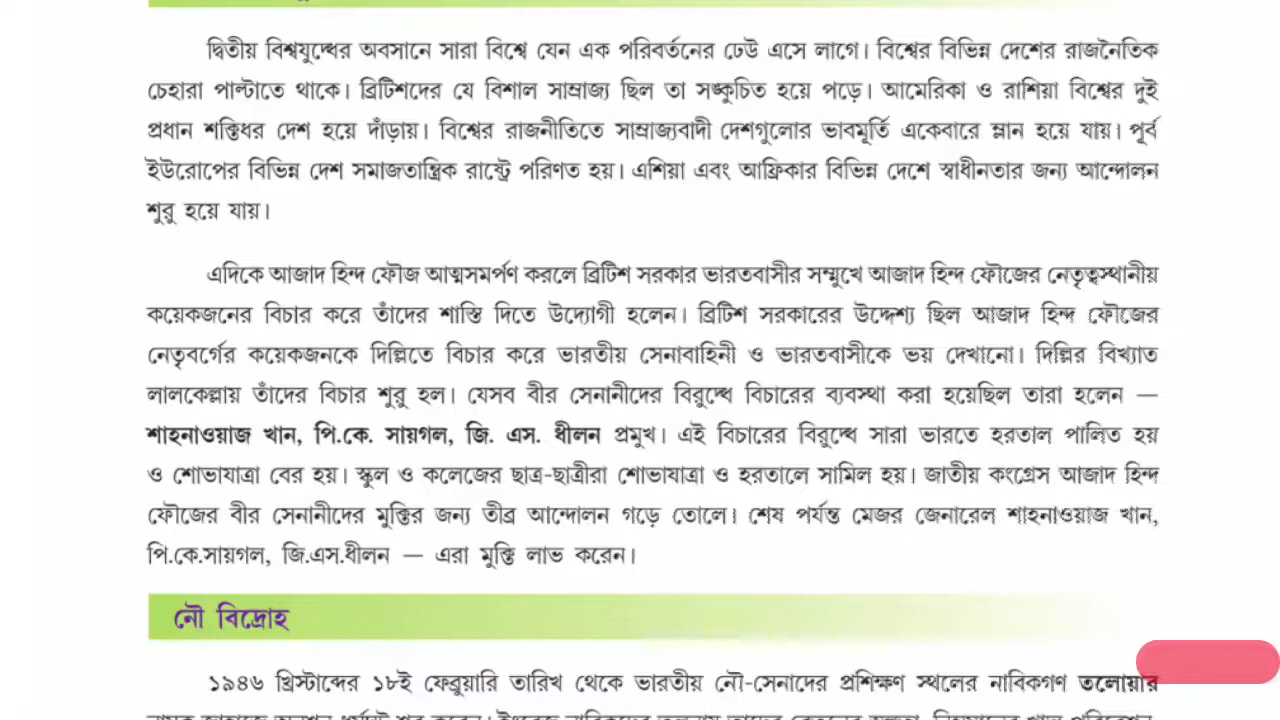 দ্বিতীয় বিশ্বযুদ্ধের অবসানে সারা বিশ্বে যেন এক পরিবর্তনের ঢেউ এসে লাগে। বিশ্বের বিভিন্ন দেশের রাজনৈতিক
চেহারা পাল্টাতে থাকে। ব্রিটিশদের যে বিশাল সাম্রাজ্য ছিল তা সঙ্কুচিত হয়ে পড়ে। আমেরিকা ও রাশিয়া বিশ্বের দুই
প্রধান শক্তিধর দেশ হয়ে দাঁড়ায়। বিশ্বের রাজনীতিতে সাম্রাজ্যবাদী দেশগুলোর ভাবমূর্তি একেবারে ম্লান হয়ে যায়। পূর্ব
ইউরোপের বিভিন্ন দেশ সমাজতান্ত্রিক রাষ্ট্রে পরিণত হয়। এশিয়া এবং আফ্রিকার বিভিন্ন দেশে স্বাধীনতার জন্য আন্দোলন
শুরু হয়ে যায়।
এদিকে আজাদ হিন্দ ফৌজ আত্মসমর্পণ করলে ব্রিটিশ সরকার ভারতবাসীর সম্মুখে আজাদ হিন্দ ফৌজের নেতৃত্বস্থানীয়
কয়েকজনের বিচার করে তাঁদের শাস্তি দিতে উদ্যোগী হলেন। ব্রিটিশ সরকারের উদ্দেশ্য ছিল আজাদ হিন্দ ফৌজের
নেতৃবর্গের কয়েকজনকে দিল্লিতে বিচার করে ভারতীয় সেনাবাহিনী ও ভারতবাসীকে ভয় দেখানো। দিল্লির বিখ্যাত
লালকেল্লায় তাঁদের বিচার শুরু হল। যেসব বীর সেনানীদের বিরুদ্ধে বিচারের ব্যবস্থা করা হয়েছিল তারা হলেন —
শাহনাওয়াজ খান, পি.কে. সায়গল, জি. এস. ধীলন প্রমুখ। এই বিচারের বিরুদ্ধে সারা ভারতে হরতাল পালিত হয়
ও শোভাযাত্রা বের হয়। স্কুল ও কলেজের ছাত্র-ছাত্রীরা শোভাযাত্রা ও হরতালে সামিল হয়। জাতীয় কংগ্রেস আজাদ হিন্দ
ফৌজের বীর সেনানীদের মুক্তির জন্য তীব্র আন্দোলন গড়ে তোলে। শেষ পর্যন্ত মেজর জেনারেল শাহনাওয়াজ খান,
পি.কে.সায়গল, জি.এস.ধীলন — এরা মুক্তি লাভ করেন।
নৌ বিদ্রোহ
১৯৪৬ খ্রিস্টাব্দের ১৮ই ফেব্রুয়ারি তারিখ থেকে ভারতীয় নৌ-সেনাদের প্রশিক্ষণ স্থলের নাবিকগণ তলোয়ার